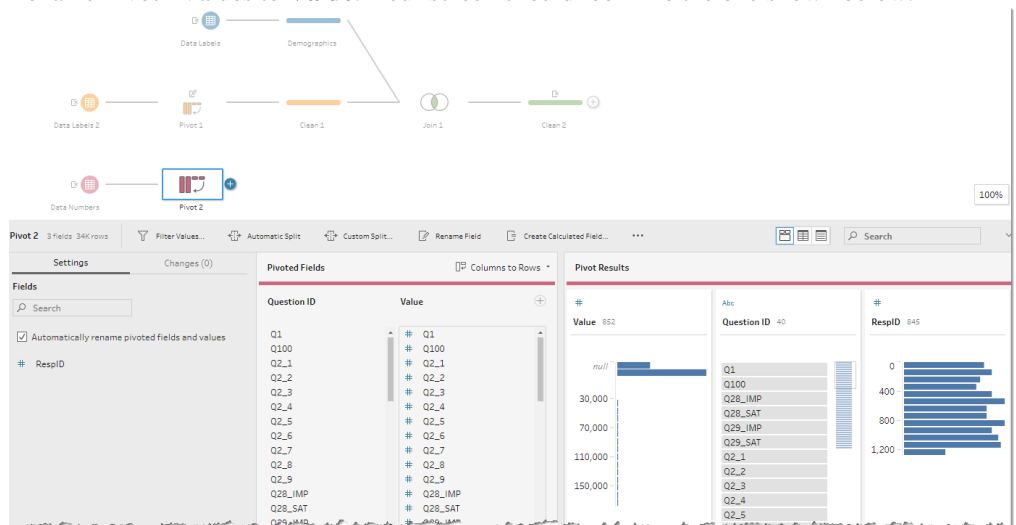 Data Labels
Demographics
Data Labels 2
Pivot 1
Clean 1
Join 1
Clean 2
Data Numbers
Pivot 2
100%
Pivot 2 3 fields 34K rows Filter Values... Automatic Split Custom Split... Rename Field Create Calculated Field... ••• Search
Settings Changes (0)
Fields
Search
Automatically rename pivoted fields and values
# RespID
Pivoted Fields Columns to Rows
Question ID Value
Q1 # Q1
Q100 # Q100
Q2_1 # Q2_1
Q2_2 # Q2_2
Q2_3 # Q2_3
Q2_4 # Q2_4
Q2_5 # Q2_5
Q2_6 # Q2_6
Q2_7 # Q2_7
Q2_8 # Q2_8
Q2_9 # Q2_9
Q28_IMP # Q28_IMP
Q28_SAT # Q28_SAT
Pivot Results
#
Value 852
null
30,000
70,000
110,000
150,000
Abc
Question ID 40
Q1
Q100
Q28_IMP
Q28_SAT
Q29_IMP
Q29_SAT
Q2_1
Q2_2
Q2_3
Q2_4
Q2_5
#
RespID 845
0
400
800
1,200